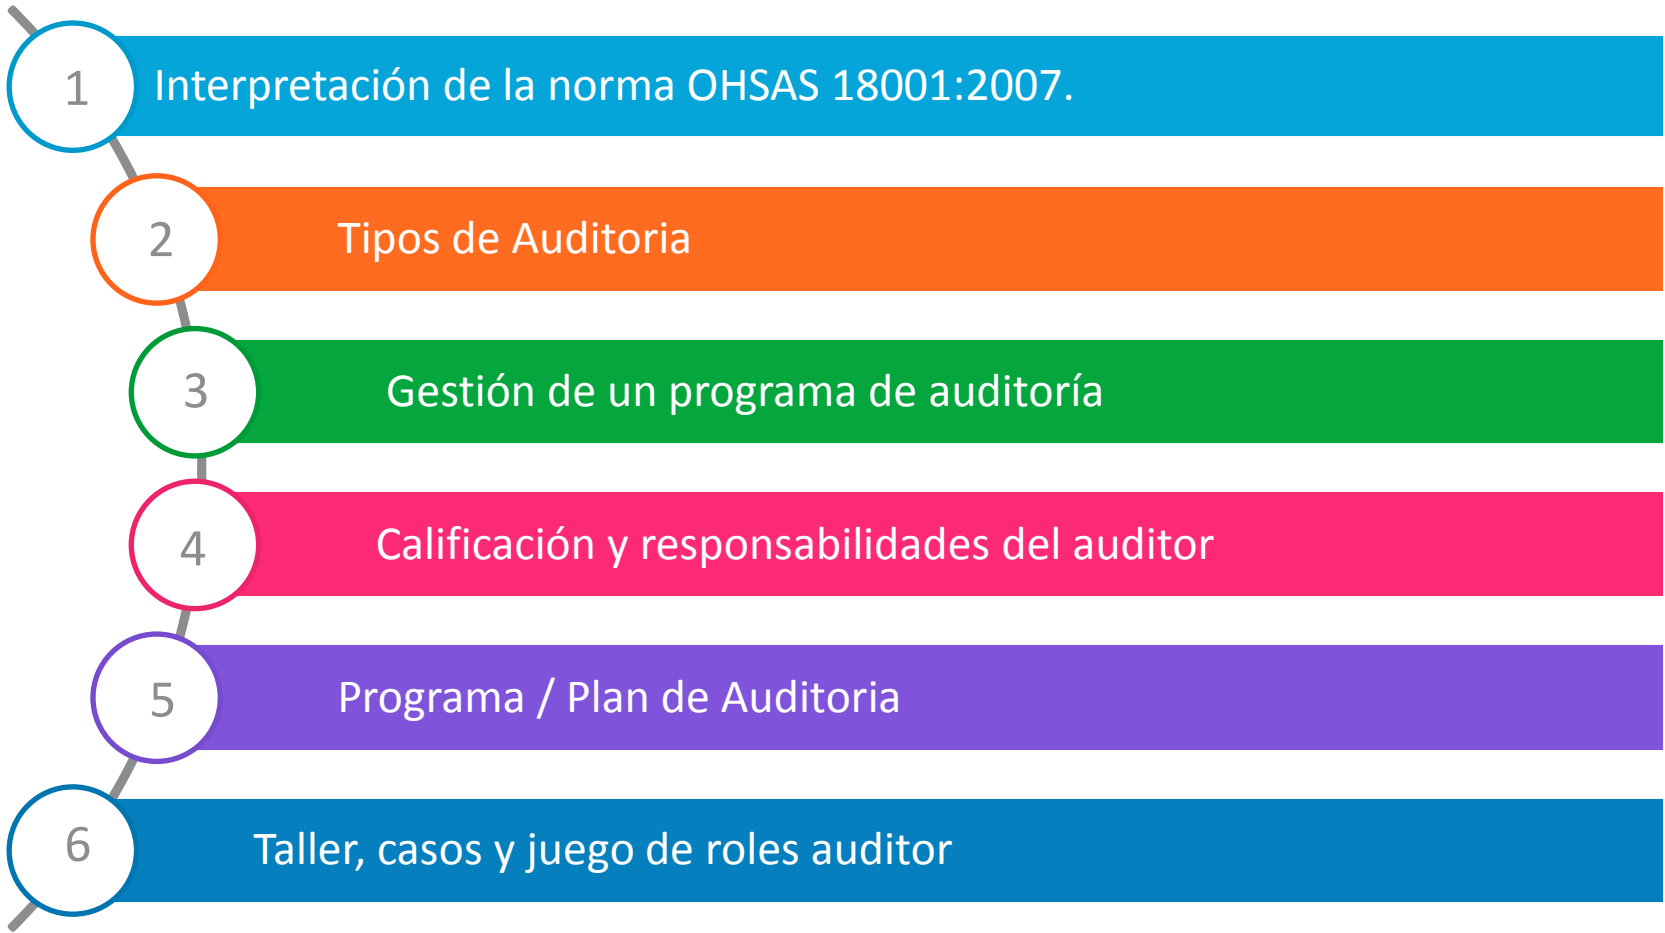 1
Interpretación de la norma OHSAS 18001:2007.
2
Tipos de Auditoria
3
Gestión de un programa de auditoría
4
Calificación y responsabilidades del auditor
5
Programa / Plan de Auditoria
6
Taller, casos y juego de roles auditor